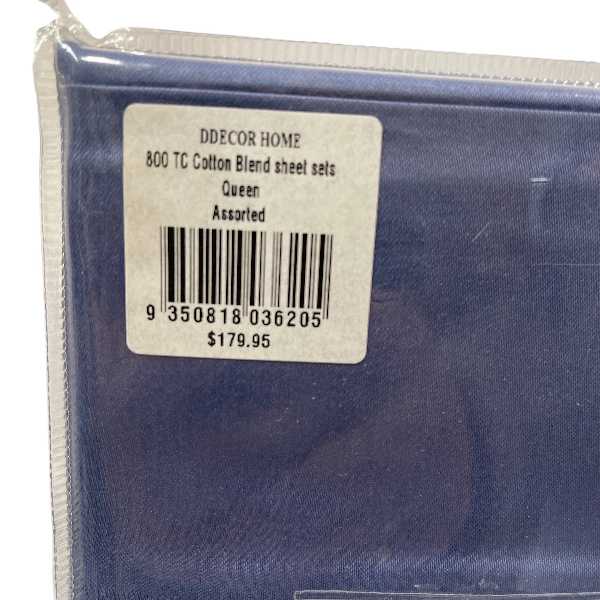 DDECOR HOME
800 TC Cotton Blend sheet sets
Queen
Assorted
9 350818 036205
$179.95